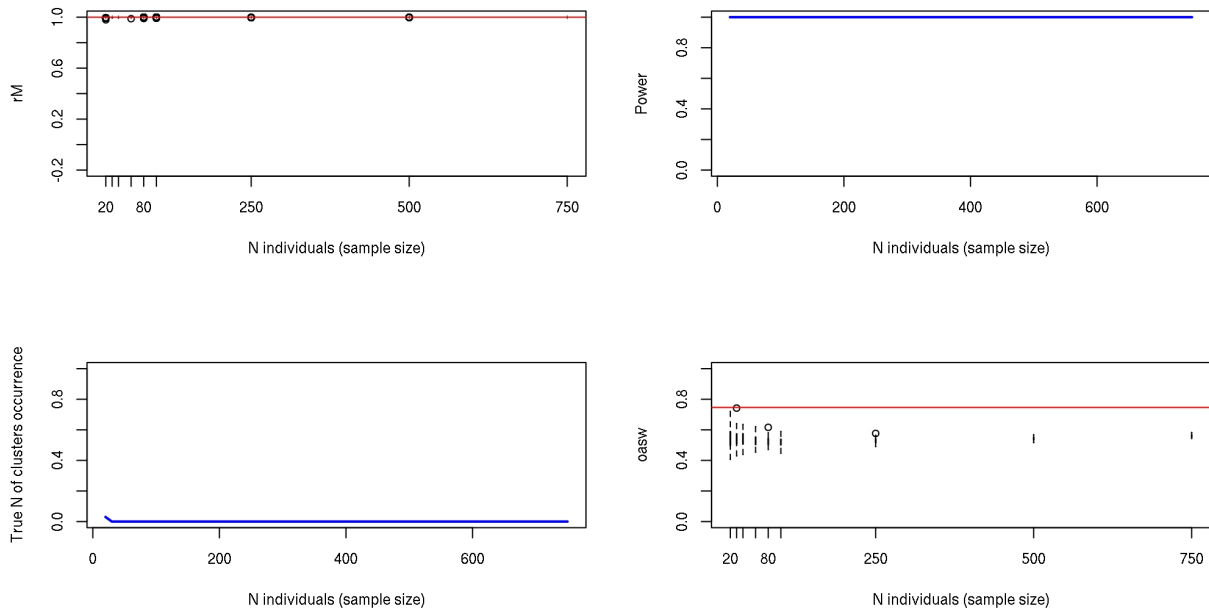 rM
1.0
0.6
0.2
-0.2
20 80 250 500 750
N individuals (sample size)
Power
0.8
0.4
0.0
0 200 400 600
N individuals (sample size)
True N of clusters occurrence
0.8
0.4
0.0
0 200 400 600
N individuals (sample size)
oasw
0.8
0.4
0.0
20 80 250 500 750
N individuals (sample size)